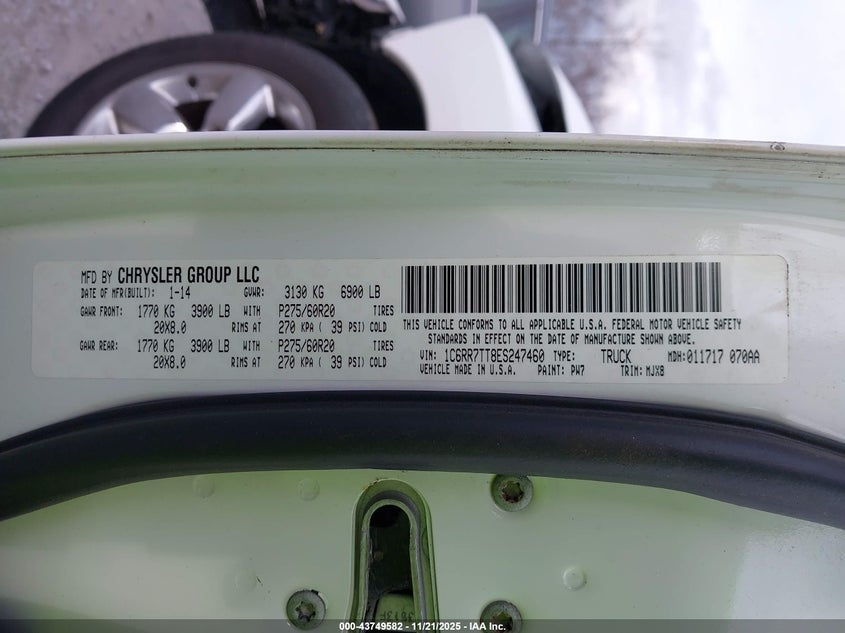 MFD BY CHRYSLER GROUP LLC
DATE OF MFR(BUILT): 1-14 GVWR: 3130 KG 6900 LB
GAWR FRONT: 1770 KG 3900 LB WITH P275/60R20 TIRES
20X8.0 RIMS AT 270 KPA ( 39 PSI) COLD
GAWR REAR: 1770 KG 3900 LB WITH P275/60R20 TIRES
20X8.0 RIMS AT 270 KPA ( 39 PSI) COLD
THIS VEHICLE CONFORMS TO ALL APPLICABLE U.S.A. FEDERAL MOTOR VEHICLE SAFETY
STANDARDS IN EFFECT ON THE DATE OF MANUFACTURE SHOWN ABOVE.
VIN: 1C6RR7TT8ES247460 TYPE: TRUCK MDH: 011717 070AA
VEHICLE MADE IN U.S.A. PAINT: PW7 TRIM: MJX8
000-43749582 - 11/21/2025 - IAA Inc.